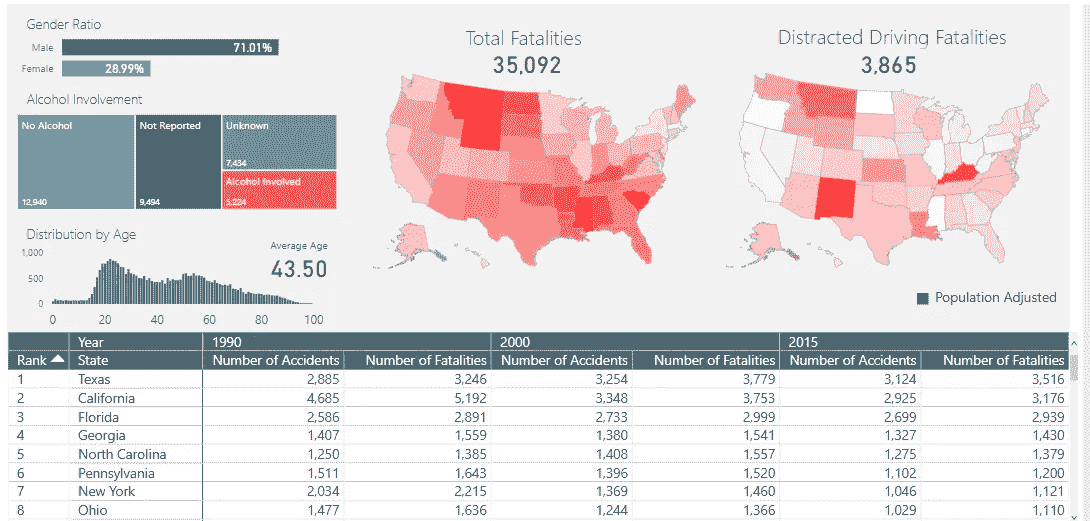 Gender Ratio
Male 71.01%
Female 28.99%
Alcohol Involvement
No Alcohol
12,940
Not Reported
9,494
Unknown
7,434
Alcohol Involved
5,224
Distribution by Age
Average Age
43.50
1,000
500
0
0 20 40 60 80 100
Total Fatalities
35,092
Distracted Driving Fatalities
3,865
Population Adjusted
Year 1990 2000 2015
Rank State Number of Accidents Number of Fatalities Number of Accidents Number of Fatalities Number of Accidents Number of Fatalities
1 Texas 2,885 3,246 3,254 3,779 3,124 3,516
2 California 4,685 5,192 3,348 3,753 2,925 3,176
3 Florida 2,586 2,891 2,733 2,999 2,699 2,939
4 Georgia 1,407 1,559 1,380 1,541 1,327 1,430
5 North Carolina 1,250 1,385 1,408 1,557 1,275 1,379
6 Pennsylvania 1,511 1,643 1,396 1,520 1,102 1,200
7 New York 2,034 2,215 1,369 1,460 1,046 1,121
8 Ohio 1,477 1,636 1,244 1,366 1,029 1,110